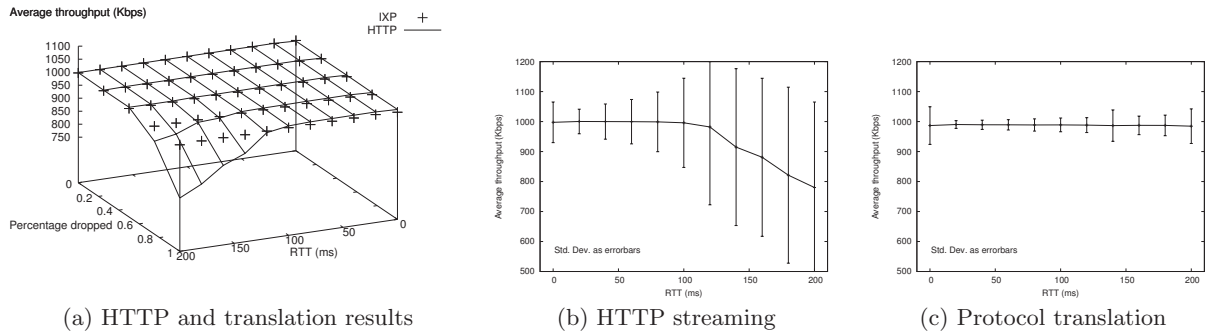 Average throughput (Kbps)
IXP
HTTP
1100
1050
1000
950
900
850
800
750
0
0.2
0.4
0.6
0.8
1
Percentage dropped
200
150
100
50
0
RTT (ms)
(a) HTTP and translation results
Average throughput (Kbps)
1200
1100
1000
900
800
700
600
500
Std. Dev. as errorbars
0 50 100 150 200
RTT (ms)
(b) HTTP streaming
Average throughput (Kbps)
1200
1100
1000
900
800
700
600
500
Std. Dev. as errorbars
0 50 100 150 200
RTT (ms)
(c) Protocol translation